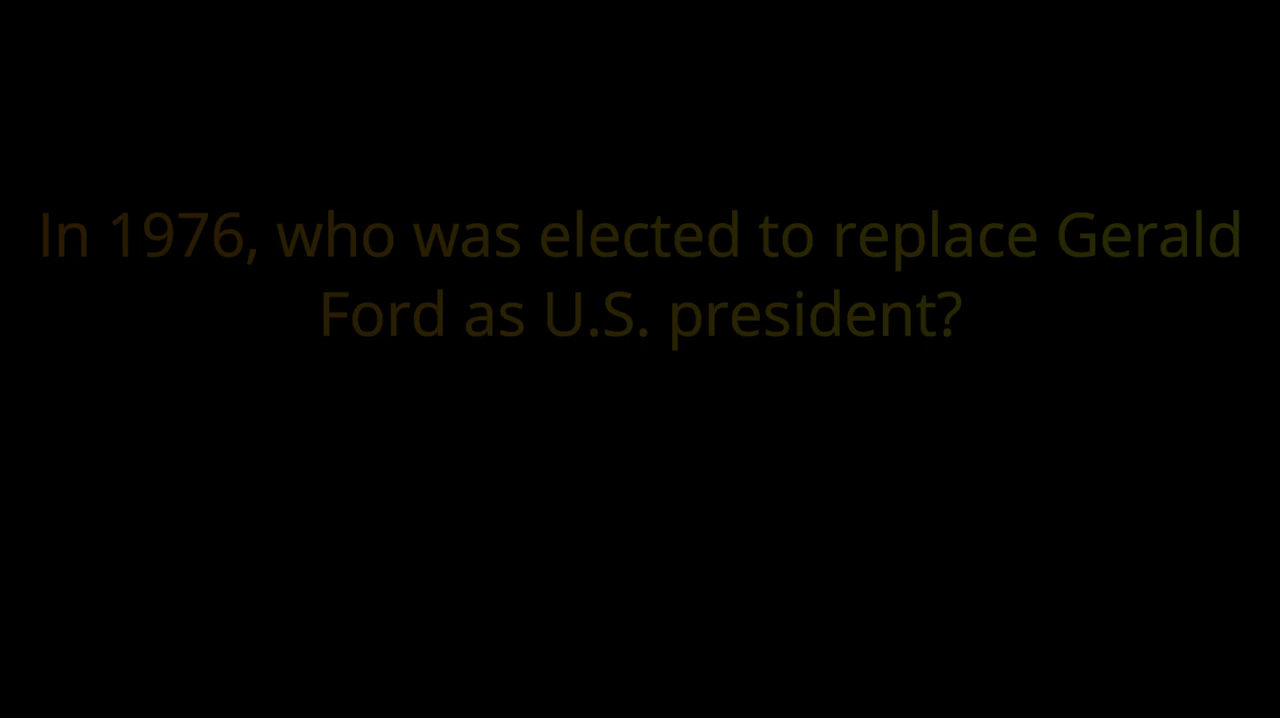 In 1976, who was elected to replace Gerald
Ford as U.S. president?